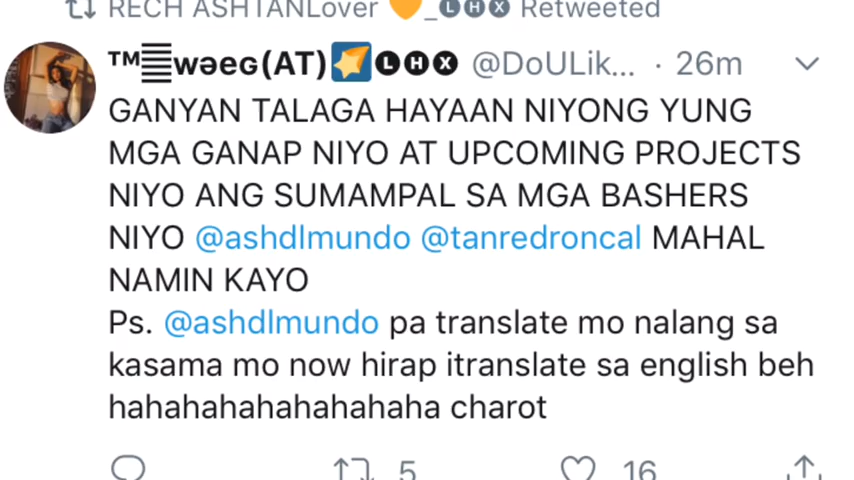 RECH ASHTANLover 🧡_🅛🅗🅧 Retweeted
™䷀wəeɢ(AT)🅛🅗🅧 @DoULik... · 26m
GANYAN TALAGA HAYAAN NIYONG YUNG
MGA GANAP NIYO AT UPCOMING PROJECTS
NIYO ANG SUMAMPAL SA MGA BASHERS
NIYO @ashdlmundo @tanredroncal MAHAL
NAMIN KAYO
Ps. @ashdlmundo pa translate mo nalang sa
kasama mo now hirap itranslate sa english beh
hahahahahahahahaha charot
5 16